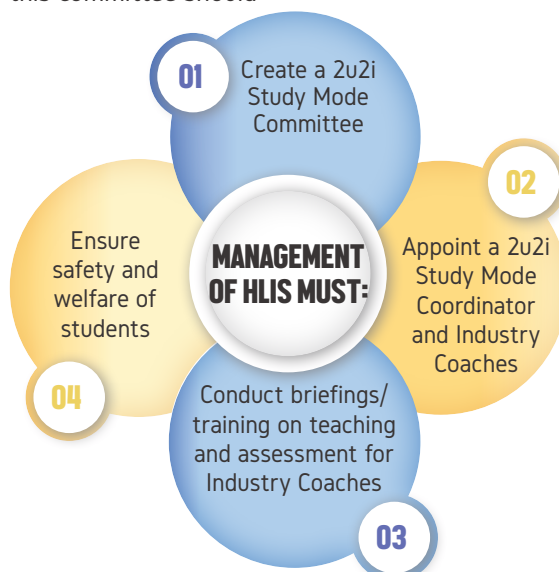 this committee should
01
Create a 2u2i
Study Mode
Committee
02
Appoint a 2u2i
Study Mode
Coordinator
and Industry
Coaches
MANAGEMENT
OF HLIS MUST:
Conduct briefings/
training on teaching
and assessment for
Industry Coaches
03
Ensure
safety and
welfare of
students
04